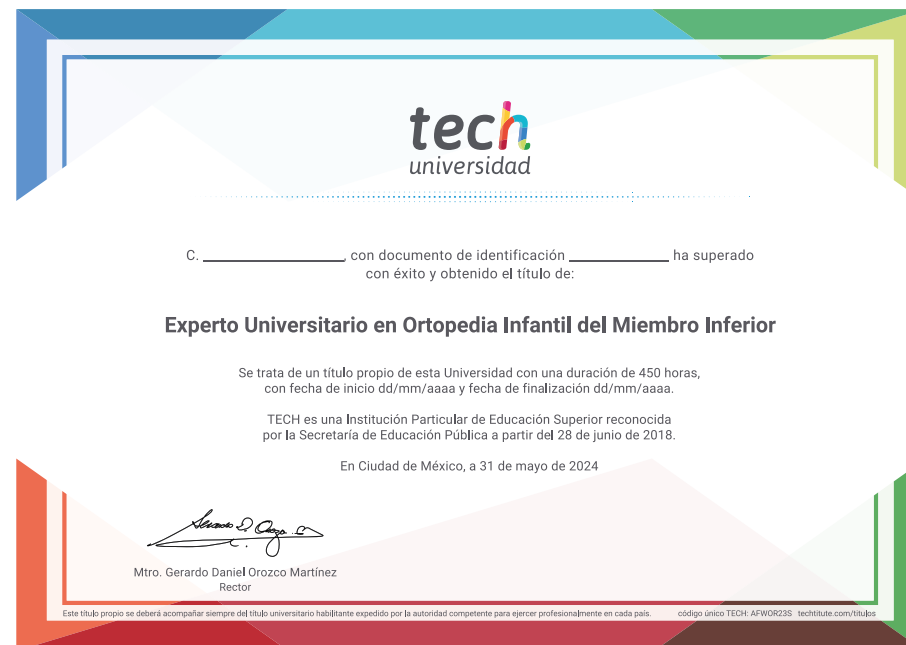 tech
universidad
C. ____________________, con documento de identificación ______________ ha superado
con éxito y obtenido el título de:
Experto Universitario en Ortopedia Infantil del Miembro Inferior
Se trata de un título propio de esta Universidad con una duración de 450 horas,
con fecha de inicio dd/mm/aaaa y fecha de finalización dd/mm/aaaa.
TECH es una Institución Particular de Educación Superior reconocida
por la Secretaría de Educación Pública a partir del 28 de junio de 2018.
En Ciudad de México, a 31 de mayo de 2024
Mtro. Gerardo Daniel Orozco Martínez
Rector
Este título propio se deberá acompañar siempre del título universitario habilitante expedido por la autoridad competente para ejercer profesionalmente en cada país. código único TECH: AFWOR23S techtitute.com/titulos